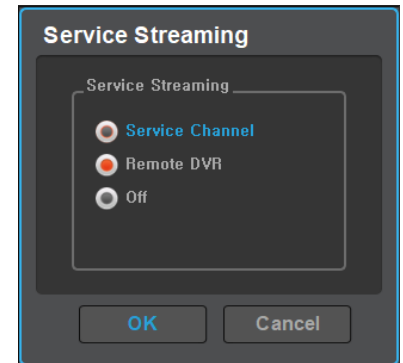 Service Streaming
Service Streaming
Service Channel
Remote DVR
Off
OK
Cancel